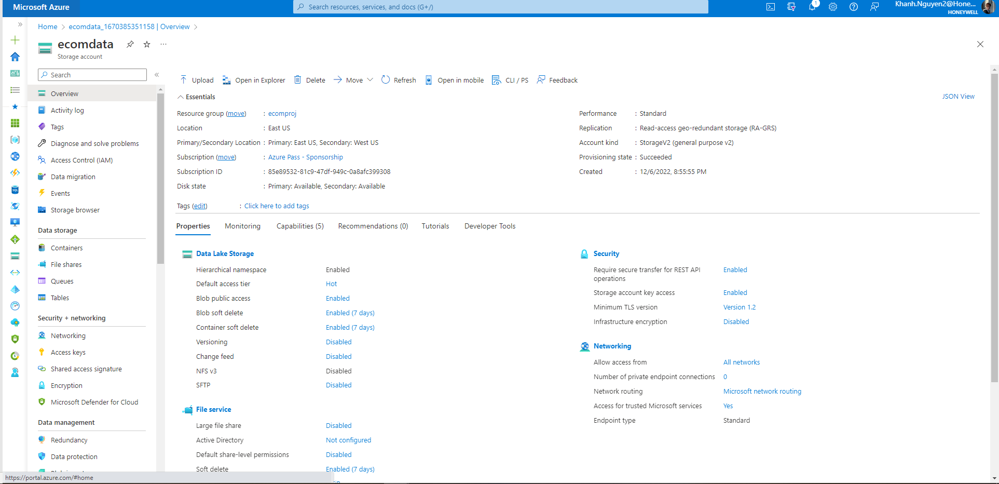 Microsoft Azure
Search resources, services, and docs (G+/)
1
Khanh.Nguyen2@Hone...
HONEYWELL
Home > ecomdata_1670385351158 | Overview >
ecomdata
Storage account
Search
Overview
Activity log
Tags
Diagnose and solve problems
Access Control (IAM)
Data migration
Events
Storage browser
Data storage
Containers
File shares
Queues
Tables
Security + networking
Networking
Access keys
Shared access signature
Encryption
Microsoft Defender for Cloud
Data management
Redundancy
Data protection
https://portal.azure.com/#home
Upload Open in Explorer Delete Move Refresh Open in mobile CLI / PS Feedback
Essentials
JSON View
Resource group (move) : ecomproj
Location : East US
Primary/Secondary Location : Primary: East US, Secondary: West US
Subscription (move) : Azure Pass - Sponsorship
Subscription ID : 85e89532-81c9-47df-949c-0a8afc399308
Disk state : Primary: Available, Secondary: Available
Performance : Standard
Replication : Read-access geo-redundant storage (RA-GRS)
Account kind : StorageV2 (general purpose v2)
Provisioning state : Succeeded
Created : 12/6/2022, 8:55:55 PM
Tags (edit) : Click here to add tags
Properties Monitoring Capabilities (5) Recommendations (0) Tutorials Developer Tools
Data Lake Storage
Hierarchical namespace Enabled
Default access tier Hot
Blob public access Enabled
Blob soft delete Enabled (7 days)
Container soft delete Enabled (7 days)
Versioning Disabled
Change feed Disabled
NFS v3 Disabled
SFTP Disabled
File service
Large file share Disabled
Active Directory Not configured
Default share-level permissions Disabled
Soft delete Enabled (7 days)
Security
Require secure transfer for REST API Enabled
operations
Storage account key access Enabled
Minimum TLS version Version 1.2
Infrastructure encryption Disabled
Networking
Allow access from All networks
Number of private endpoint connections 0
Network routing Microsoft network routing
Access for trusted Microsoft services Yes
Endpoint type Standard